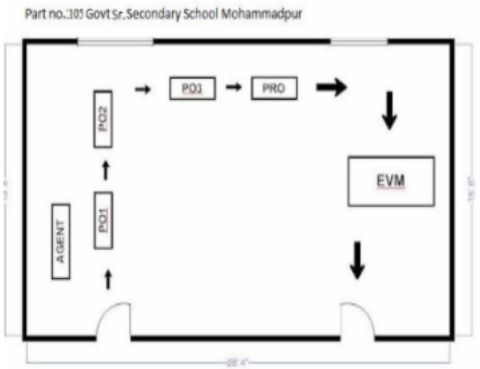 Part no.:105 Govt Sr. Secondary School Mohammadpur
PO3
PRO
PO2
EVM
PO1
AGENT